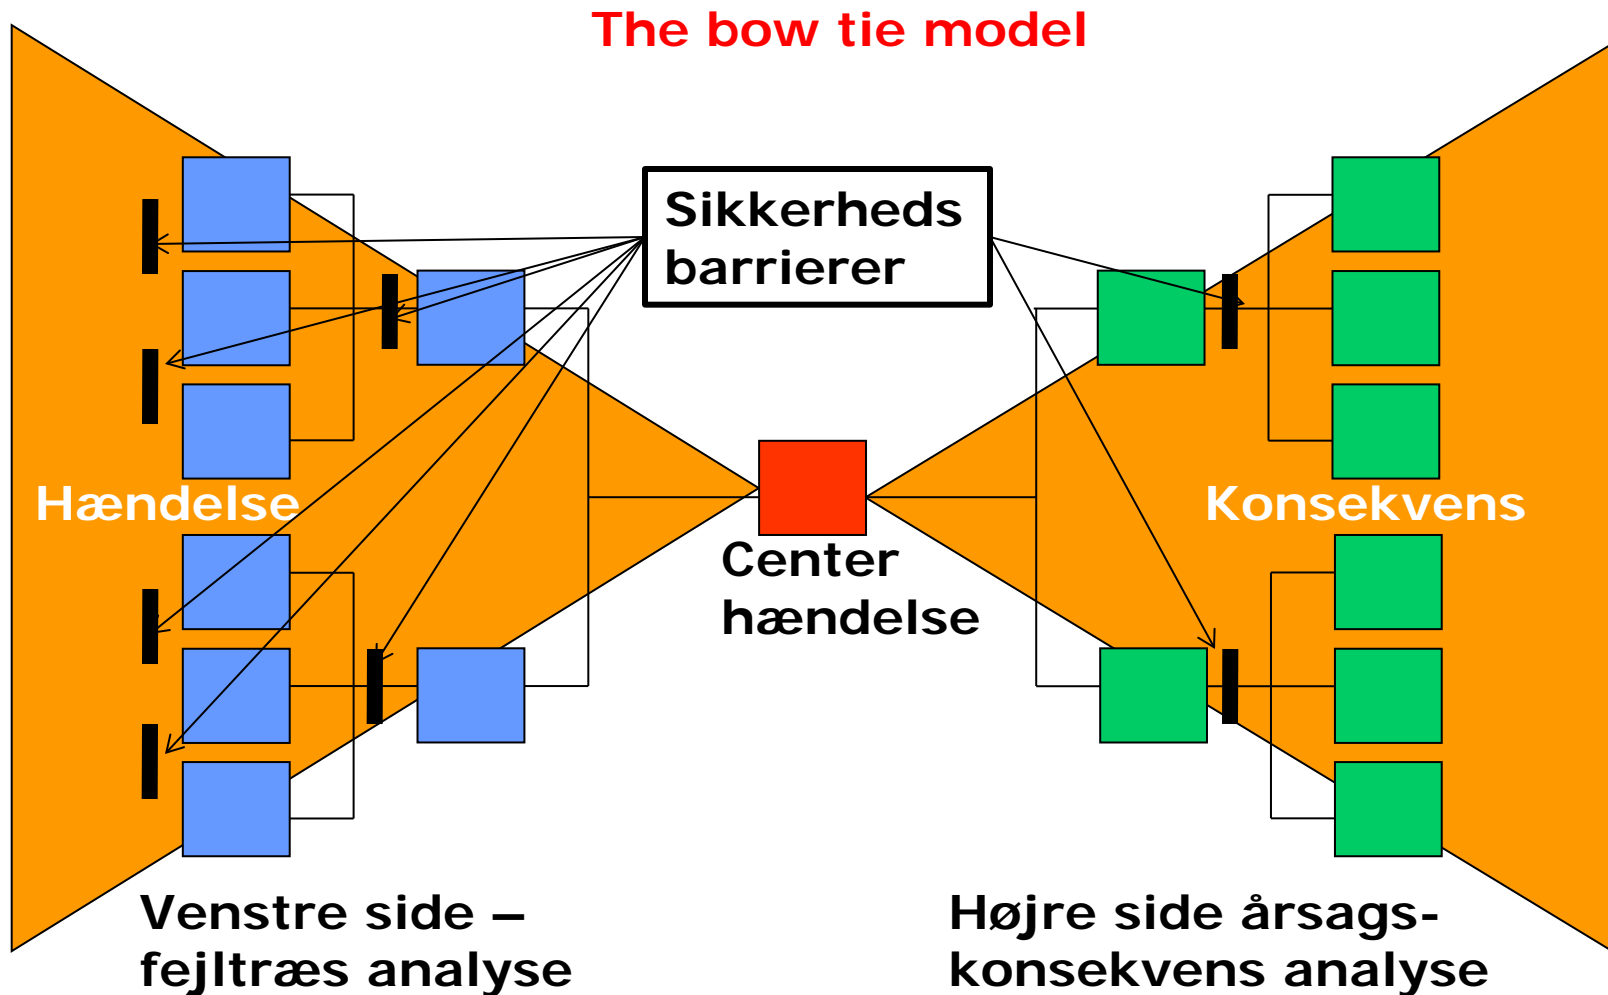 The bow tie model
Sikkerheds
barrierer
Hændelse
Konsekvens
Center
hændelse
Venstre side –
fejltræs analyse
Højre side årsags-
konsekvens analyse